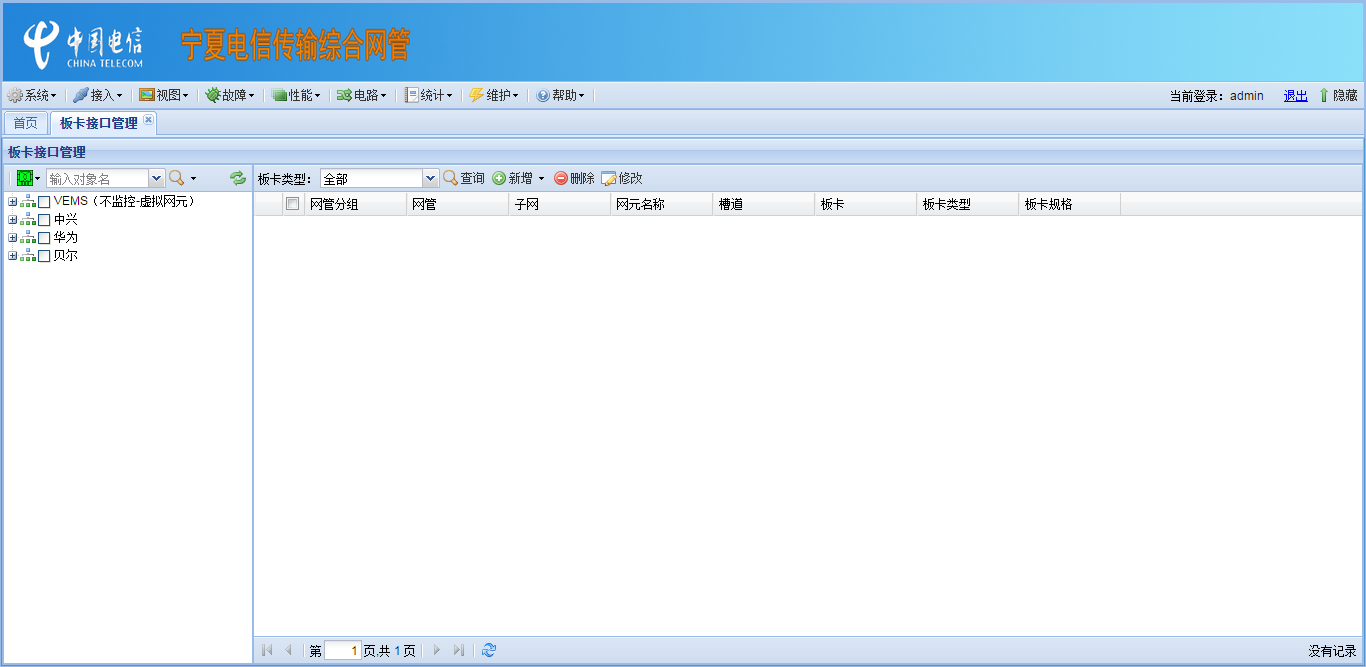 中国电信
CHINA TELECOM
宁夏电信传输综合网管
系统 接入 视图 故障 性能 电路 统计 维护 帮助 当前登录：admin 退出 隐藏
首页 板卡接口管理
板卡接口管理
输入对象名 板卡类型： 全部 查询 新增 删除 修改
VEMS（不监控-虚拟网元）
中兴
华为
贝尔
网管分组 网管 子网 网元名称 槽道 板卡 板卡类型 板卡规格
第 1 页,共 1 页 没有记录